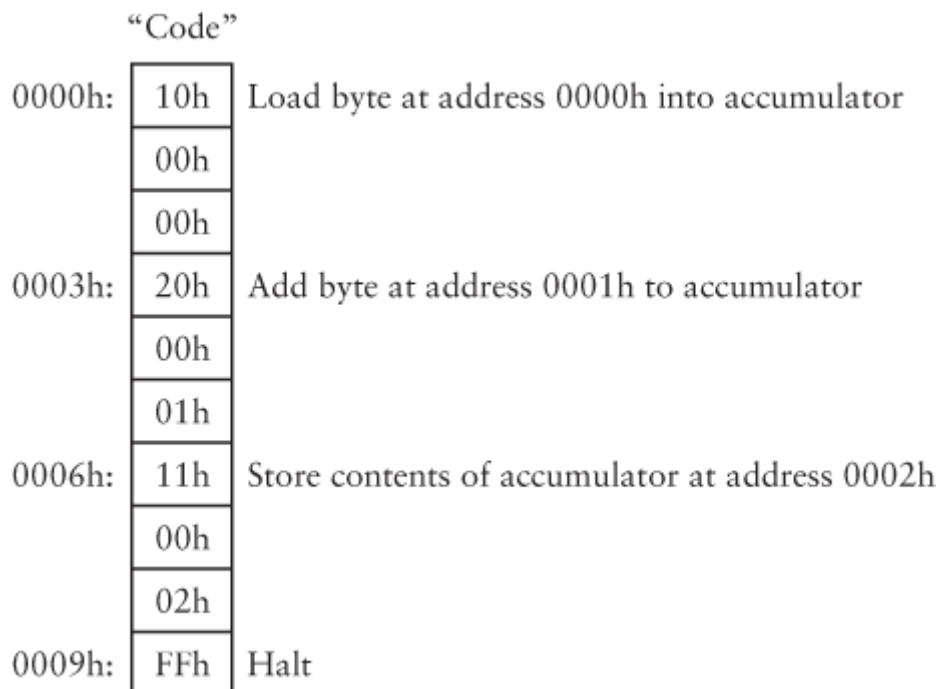 “Code”
0000h: 10h Load byte at address 0000h into accumulator
00h
00h
0003h: 20h Add byte at address 0001h to accumulator
00h
01h
0006h: 11h Store contents of accumulator at address 0002h
00h
02h
0009h: FFh Halt